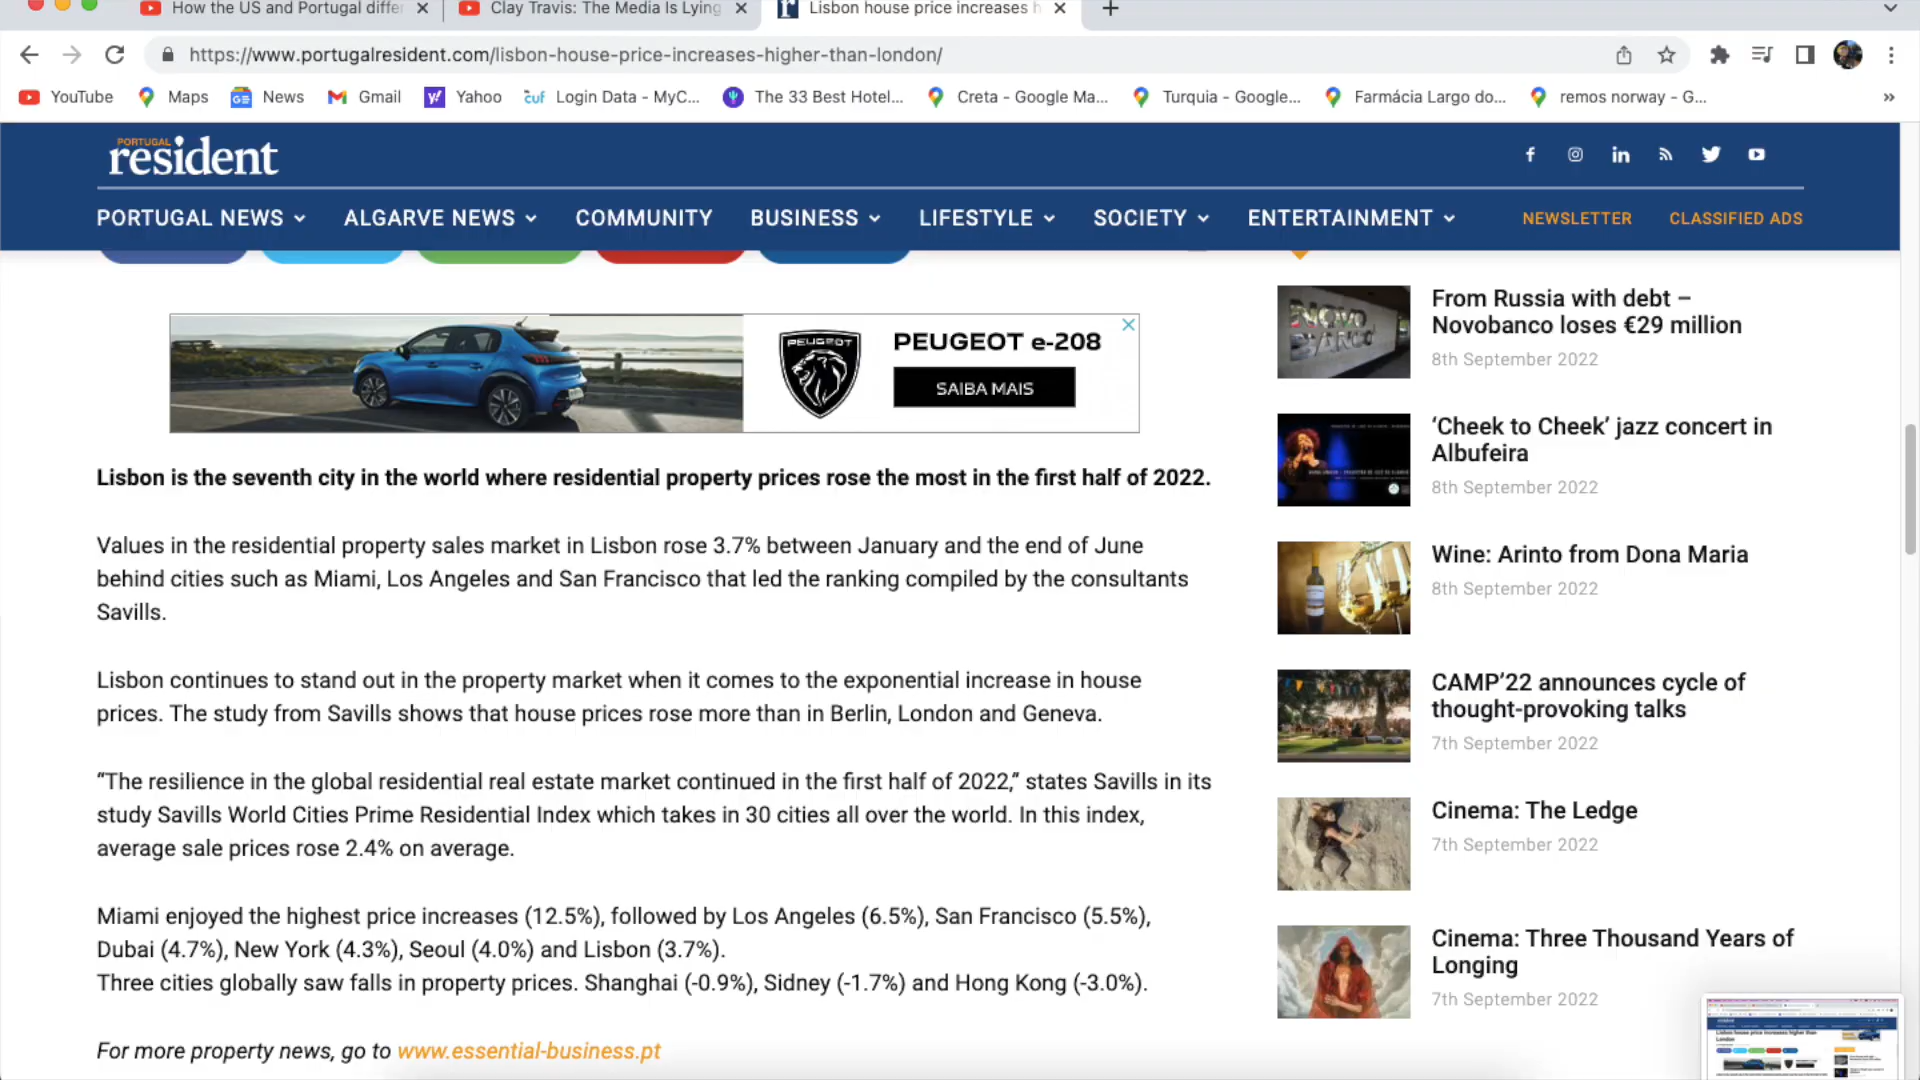 How the US and Portugal differ
Clay Travis: The Media Is Lying
Lisbon house price increases h
https://www.portugalresident.com/lisbon-house-price-increases-higher-than-london/
YouTube Maps News Gmail Yahoo cuf Login Data - MyC... The 33 Best Hotel... Creta - Google Ma... Turquia - Google... Farmácia Largo do... remos norway - G... »
PORTUGAL
resident
PORTUGAL NEWS ALGARVE NEWS COMMUNITY BUSINESS LIFESTYLE SOCIETY ENTERTAINMENT NEWSLETTER CLASSIFIED ADS
PEUGEOT
PEUGEOT e-208
SAIBA MAIS
Lisbon is the seventh city in the world where residential property prices rose the most in the first half of 2022.
Values in the residential property sales market in Lisbon rose 3.7% between January and the end of June
behind cities such as Miami, Los Angeles and San Francisco that led the ranking compiled by the consultants
Savills.
Lisbon continues to stand out in the property market when it comes to the exponential increase in house
prices. The study from Savills shows that house prices rose more than in Berlin, London and Geneva.
“The resilience in the global residential real estate market continued in the first half of 2022,” states Savills in its
study Savills World Cities Prime Residential Index which takes in 30 cities all over the world. In this index,
average sale prices rose 2.4% on average.
Miami enjoyed the highest price increases (12.5%), followed by Los Angeles (6.5%), San Francisco (5.5%),
Dubai (4.7%), New York (4.3%), Seoul (4.0%) and Lisbon (3.7%).
Three cities globally saw falls in property prices. Shanghai (-0.9%), Sidney (-1.7%) and Hong Kong (-3.0%).
For more property news, go to www.essential-business.pt
NOVO
BANCO
From Russia with debt –
Novobanco loses €29 million
8th September 2022
‘Cheek to Cheek’ jazz concert in
Albufeira
8th September 2022
Wine: Arinto from Dona Maria
8th September 2022
CAMP’22 announces cycle of
thought-provoking talks
7th September 2022
Cinema: The Ledge
7th September 2022
Cinema: Three Thousand Years of
Longing
7th September 2022
Lisbon house price increases higher than
London